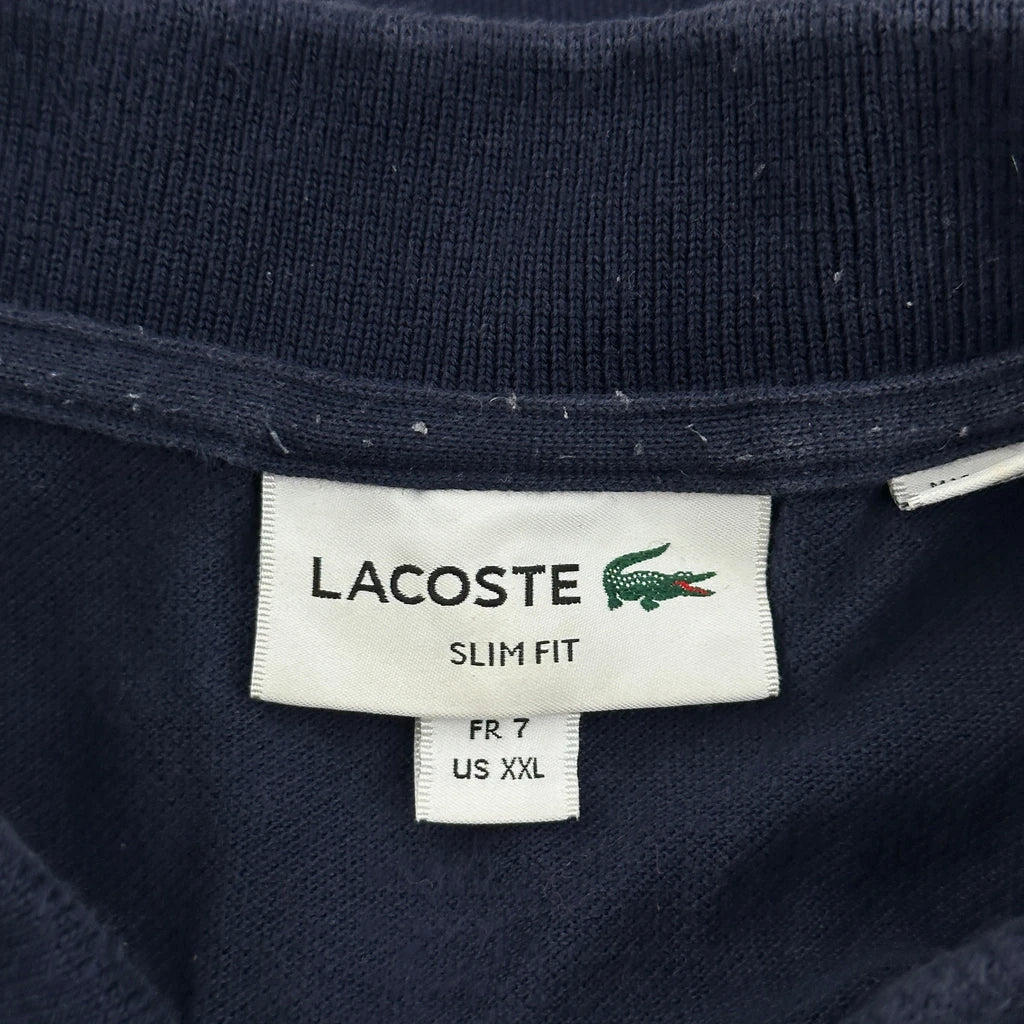 LACOSTE
SLIM FIT
FR 7
US XXL